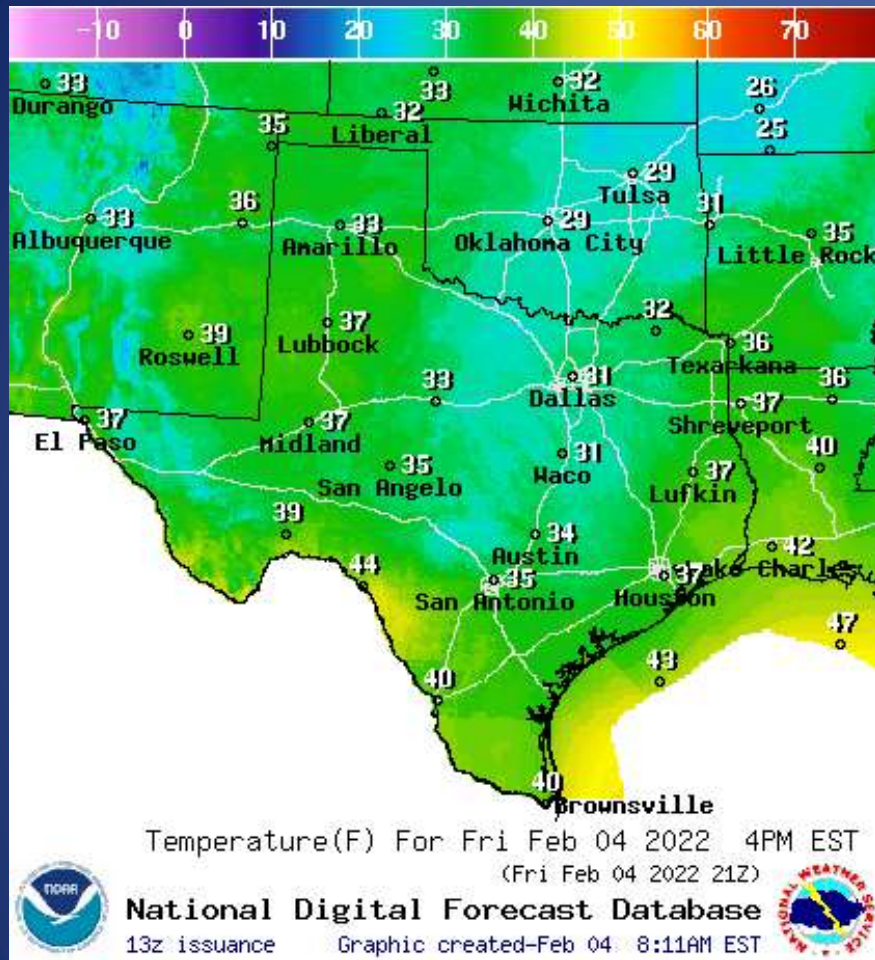 -10 0 10 20 30 40 50 60 70
33
Durango
33
32
Liberal
32
Wichita
26
25
35
29
Tulsa
33
Albuquerque
36
33
Amarillo
29
Oklahoma City
31
35
Little Rock
39
Roswell
37
Lubbock
32
36
Texarkana
31
Dallas
33
37
Shreveport
36
37
El Paso
37
Midland
35
San Angelo
31
Waco
37
Lufkin
40
39
34
Austin
42
Lake Charles
44
35
San Antonio
37
Houston
47
43
40
40
Brownsville
Temperature(F) For Fri Feb 04 2022 4PM EST
(Fri Feb 04 2022 21Z)
NOAA
National Digital Forecast Database
13z issuance Graphic created-Feb 04 8:11AM EST
NATIONAL WEATHER SERVICE